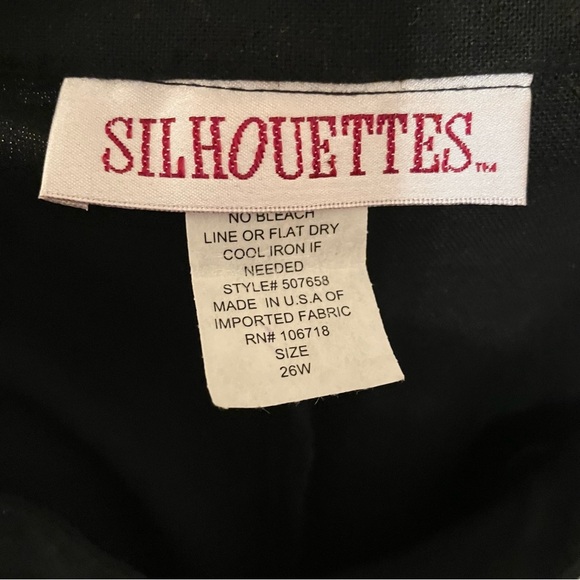 SILHOUETTES™
NO BLEACH
LINE OR FLAT DRY
COOL IRON IF
NEEDED
STYLE# 507658
MADE IN U.S.A OF
IMPORTED FABRIC
RN# 106718
SIZE
26W